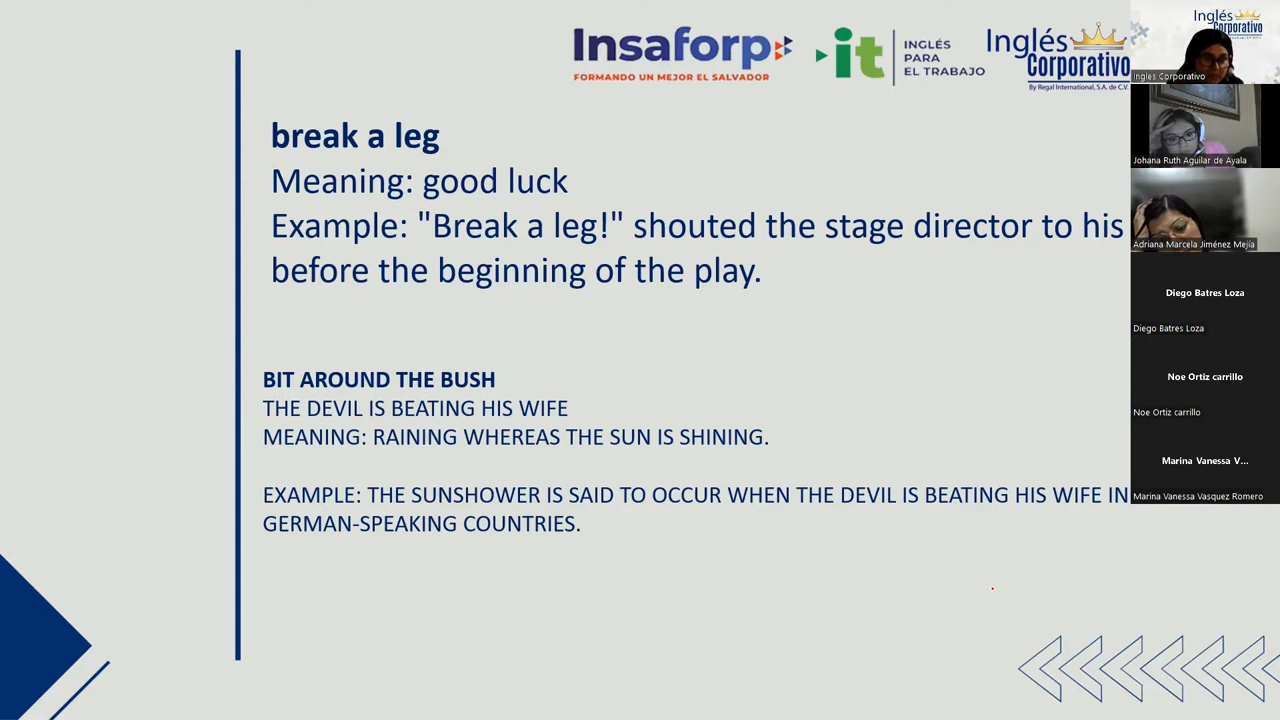 Insaforp
FORMANDO UN MEJOR EL SALVADOR
it
INGLÉS
PARA
EL TRABAJO
Inglés
Corporativo
By Regal International, S.A. de C.V.
break a leg
Meaning: good luck
Example: "Break a leg!" shouted the stage director to his
before the beginning of the play.
BIT AROUND THE BUSH
THE DEVIL IS BEATING HIS WIFE
MEANING: RAINING WHEREAS THE SUN IS SHINING.
EXAMPLE: THE SUNSHOWER IS SAID TO OCCUR WHEN THE DEVIL IS BEATING HIS WIFE IN
GERMAN-SPEAKING COUNTRIES.
Inglés
Corporativo
Ingles Corporativo
Johana Ruth Aguilar de Ayala
Adriana Marcela Jiménez Mejía
Diego Batres Loza
Diego Batres Loza
Noe Ortiz carrillo
Noe Ortiz carrillo
Marina Vanessa V...
Marina Vanessa Vasquez Romero